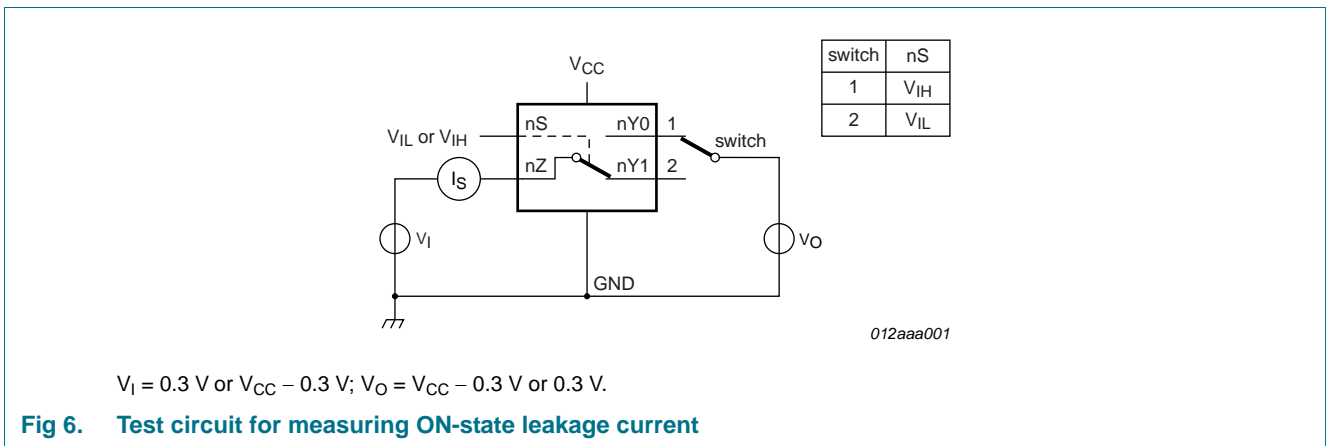 switch nS
1 VIH
2 VIL
VCC
VIL or VIH
nS
nY0 1
switch
nZ
nY1 2
IS
VI
VO
GND
012aaa001
VI = 0.3 V or VCC − 0.3 V; VO = VCC − 0.3 V or 0.3 V.
Fig 6. Test circuit for measuring ON-state leakage current